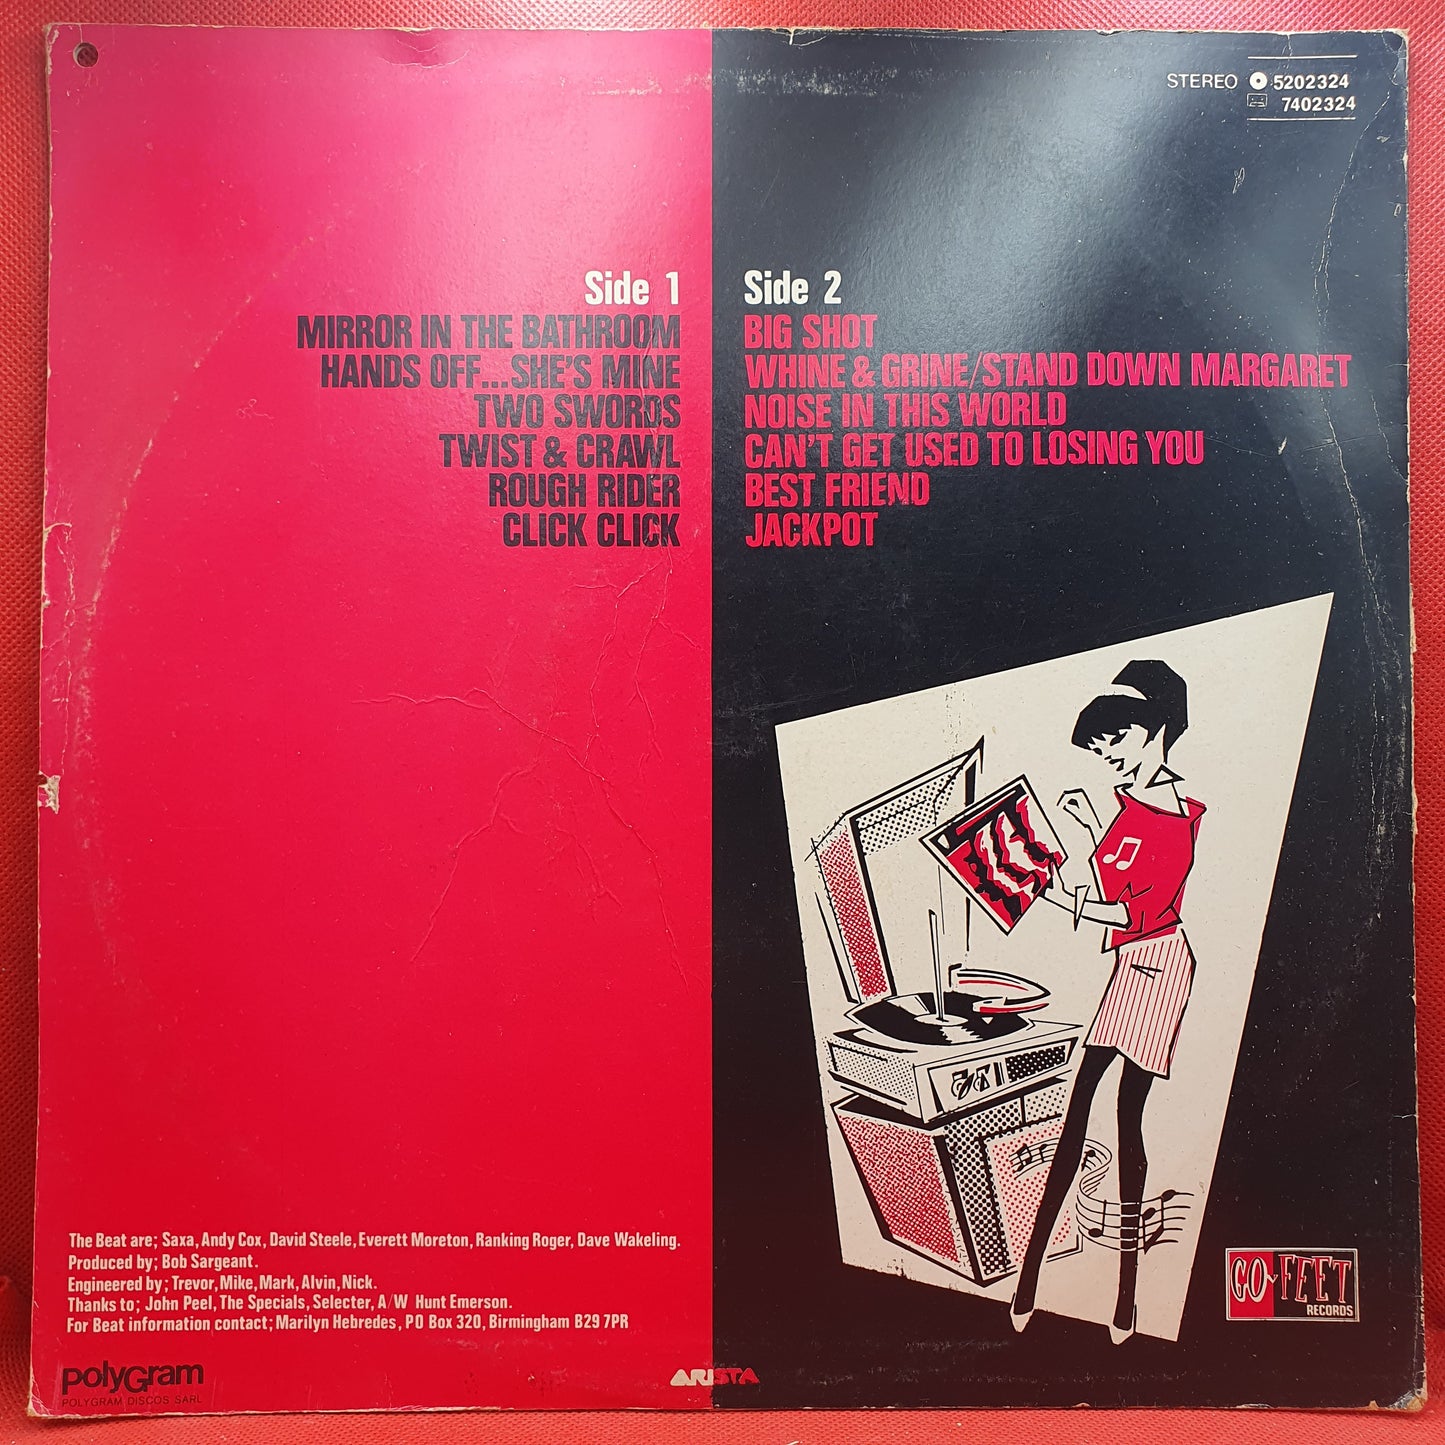 STEREO 5202324
7402324
Side 1
MIRROR IN THE BATHROOM
HANDS OFF...SHE'S MINE
TWO SWORDS
TWIST & CRAWL
ROUGH RIDER
CLICK CLICK
Side 2
BIG SHOT
WHINE & GRINE/STAND DOWN MARGARET
NOISE IN THIS WORLD
CAN'T GET USED TO LOSING YOU
BEST FRIEND
JACKPOT
The Beat are; Saxa, Andy Cox, David Steele, Everett Moreton, Ranking Roger, Dave Wakeling.
Produced by; Bob Sargeant.
Engineered by; Trevor, Mike, Mark, Alvin, Nick.
Thanks to; John Peel, The Specials, Selecter, A/W Hunt Emerson.
For Beat information contact; Marilyn Hebredes, PO Box 320, Birmingham B29 7PR
GO-FEET
RECORDS
polyGram
POLYGRAM DISCOS SARL
ARISTA